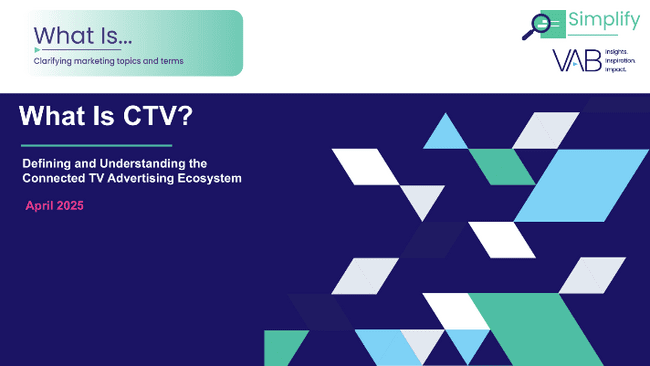 What Is...
Clarifying marketing topics and terms
Simplify
VAB
Insights.
Inspiration.
Impact.
What Is CTV?
Defining and Understanding the
Connected TV Advertising Ecosystem
April 2025